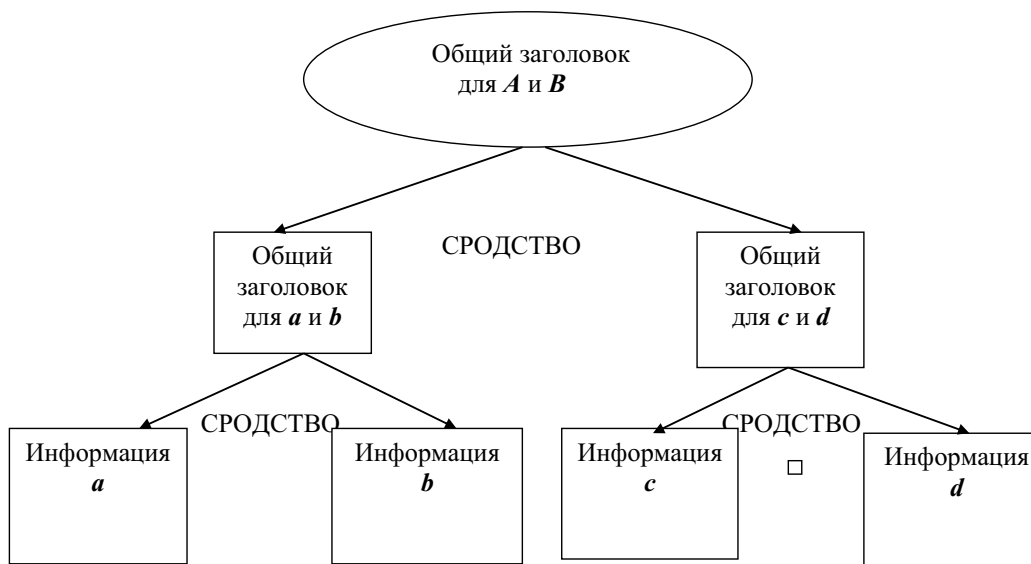 Общий заголовок
для A и B
СРОДСТВО
Общий
заголовок
для a и b
Общий
заголовок
для c и d
СРОДСТВО
СРОДСТВО
Информация
a
Информация
b
Информация
c
Информация
d